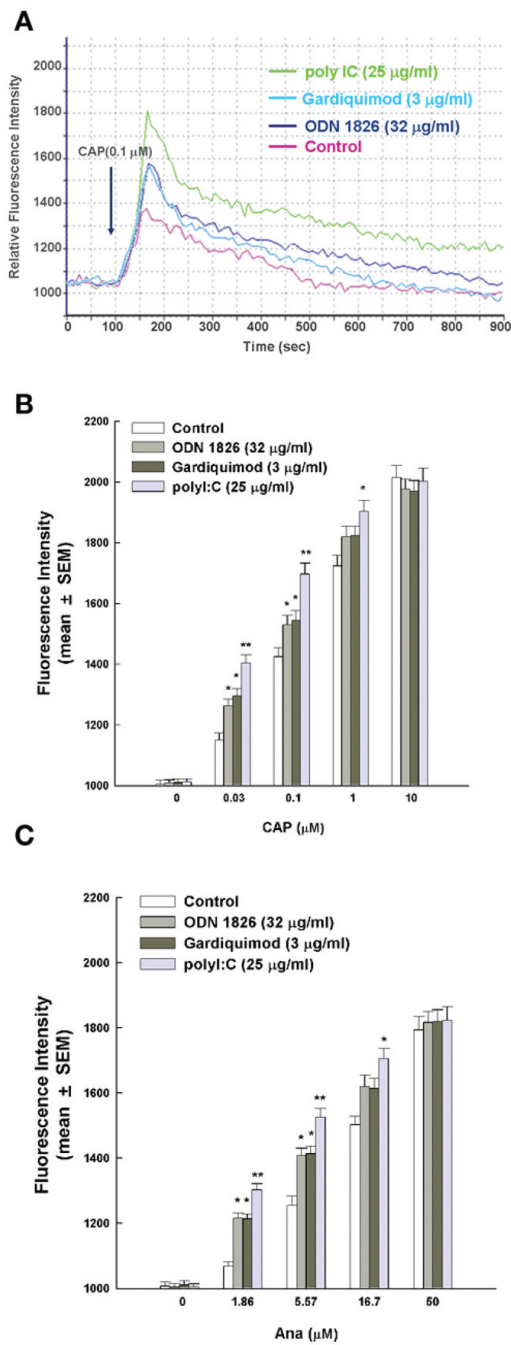 A
poly IC (25 µg/ml)
Gardiquimod (3 µg/ml)
ODN 1826 (32 µg/ml)
Control
CAP(0.1 µM)
Relative Fluorescence Intensity
2000
1800
1600
1400
1200
1000
0 100 200 300 400 500 600 700 800 900
Time (sec)
B
Control
ODN 1826 (32 µg/ml)
Gardiquimod (3 µg/ml)
polyI:C (25 µg/ml)
Fluorescence Intensity
(mean ± SEM)
2200
2000
1800
1600
1400
1200
1000
* * **
* * **
*
0 0.03 0.1 1 10
CAP (µM)
C
Control
ODN 1826 (32 µg/ml)
Gardiquimod (3 µg/ml)
polyI:C (25 µg/ml)
Fluorescence Intensity
(mean ± SEM)
2200
2000
1800
1600
1400
1200
1000
* * **
* * **
*
0 1.86 5.57 16.7 50
Ana (µM)